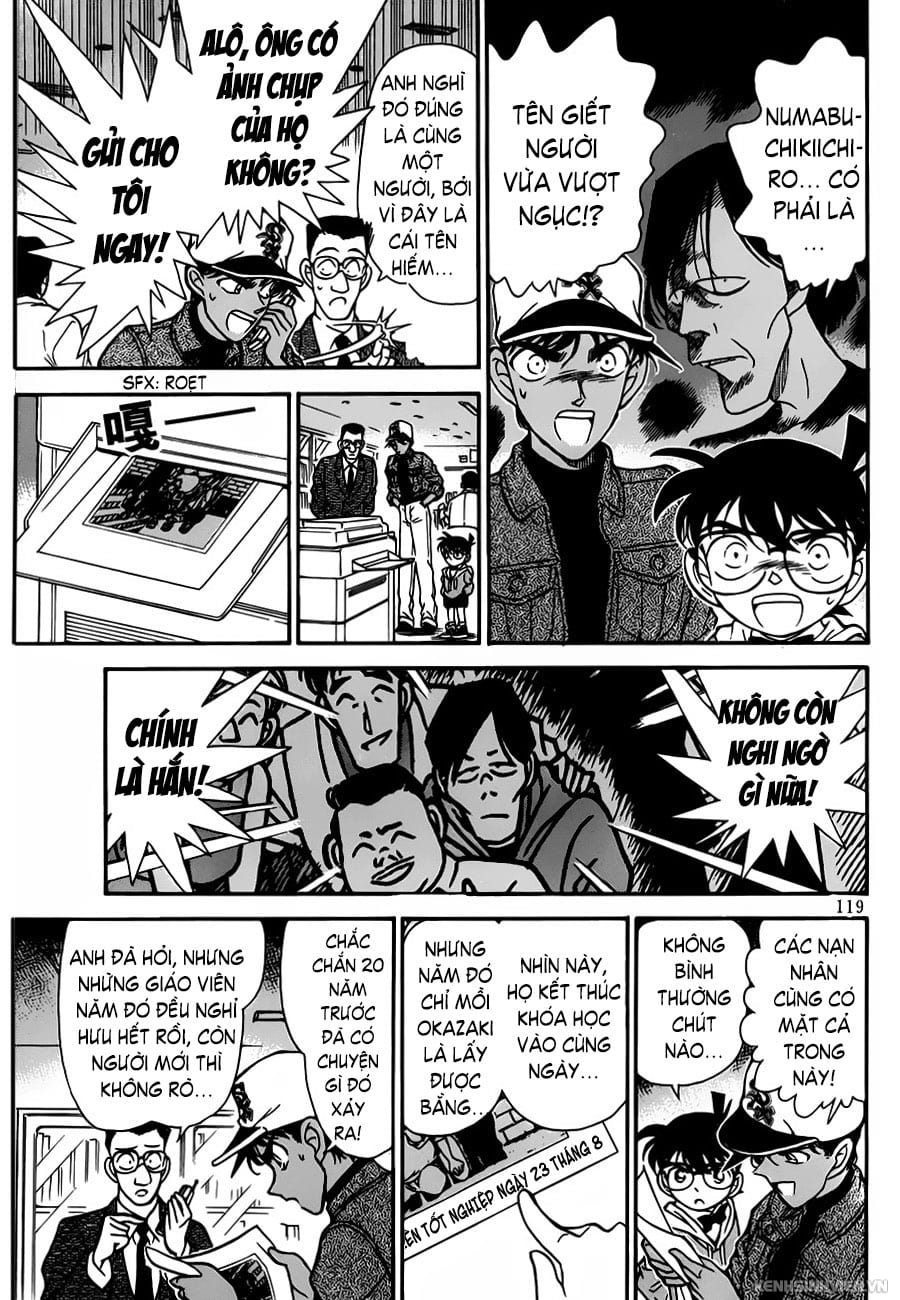 NUMABU-
CHIKIICHI-
RO... CÓ
PHẢI LÀ
...
TÊN GIẾT
NGƯỜI
VỪA VƯỢT
NGỤC!?
ANH NGHĨ
ĐÓ ĐÚNG
LÀ CÙNG
MỘT
NGƯỜI, BỞI
VÌ ĐÂY LÀ
CÁI TÊN
HIẾM...
ALÔ, ÔNG CÓ
ẢNH CHỤP
CỦA HỌ
KHÔNG?
GỬI CHO
TÔI
NGAY!
SFX: ROẸT
嘎
KHÔNG CÒN
NGHI NGỜ
GÌ NỮA!
CHÍNH
LÀ HẮN!
119
CÁC NẠN
NHÂN
CŨNG CÓ
MẶT CẢ
TRONG
NÀY!
KHÔNG
BÌNH
THƯỜNG
CHÚT
NÀO...
NHÌN NÀY,
HỌ KẾT THÚC
KHÓA HỌC
VÀO CÙNG
NGÀY...
NHƯNG
NĂM ĐÓ
CHỈ MỖI
OKAZAKI
LÀ LẤY
ĐƯỢC
BẰNG...
IÊN TỐT NGHIỆP NGÀY 23 THÁNG 8
CHẮC
CHẮN 20
NĂM
TRƯỚC
ĐÃ CÓ
CHUYỆN
GÌ ĐÓ
XẢY
RA!
ANH ĐÃ HỎI, NHƯNG
NHỮNG GIÁO VIÊN
NĂM ĐÓ ĐỀU NGHỈ
HƯU HẾT RỒI, CÒN
NGƯỜI MỚI THÌ
KHÔNG RÕ...
KENHSINHVIEN.VN